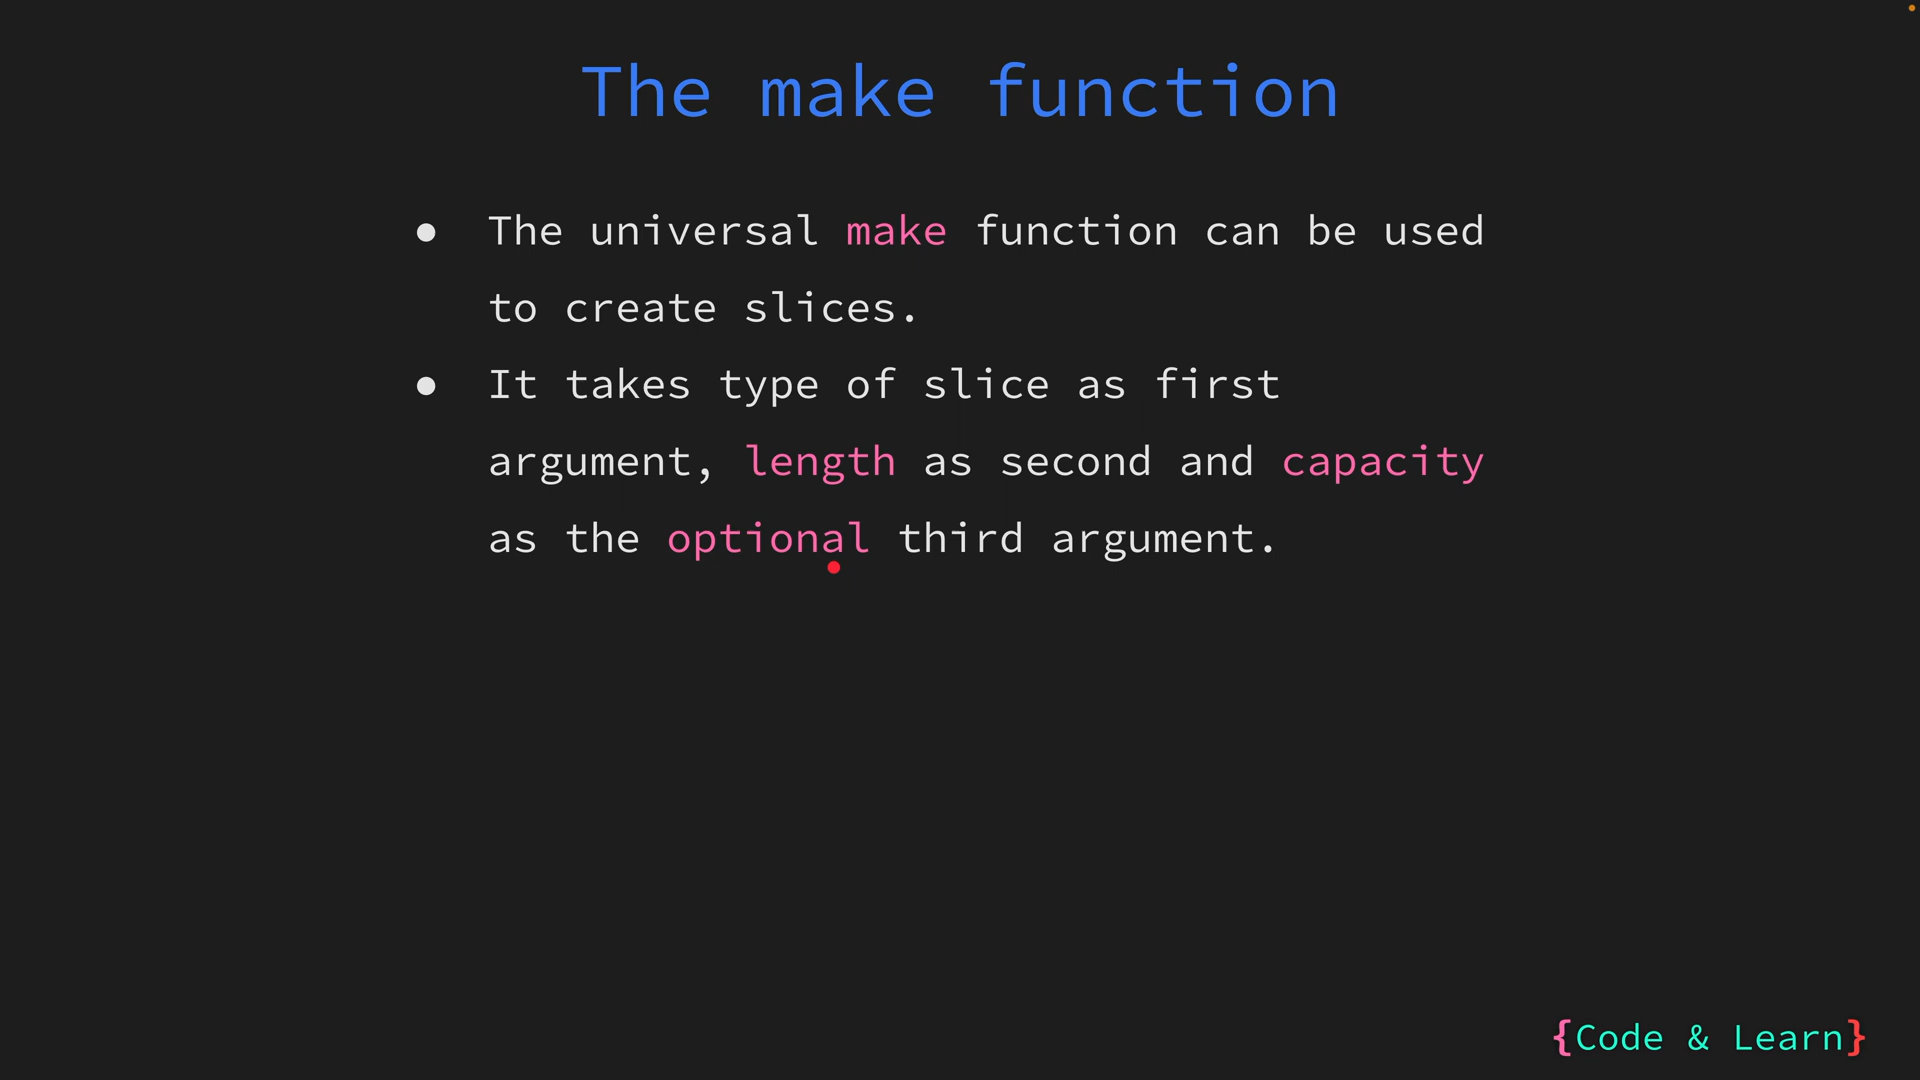 The make function
● The universal make function can be used
to create slices.
● It takes type of slice as first
argument, length as second and capacity
as the optional third argument.
{Code & Learn}